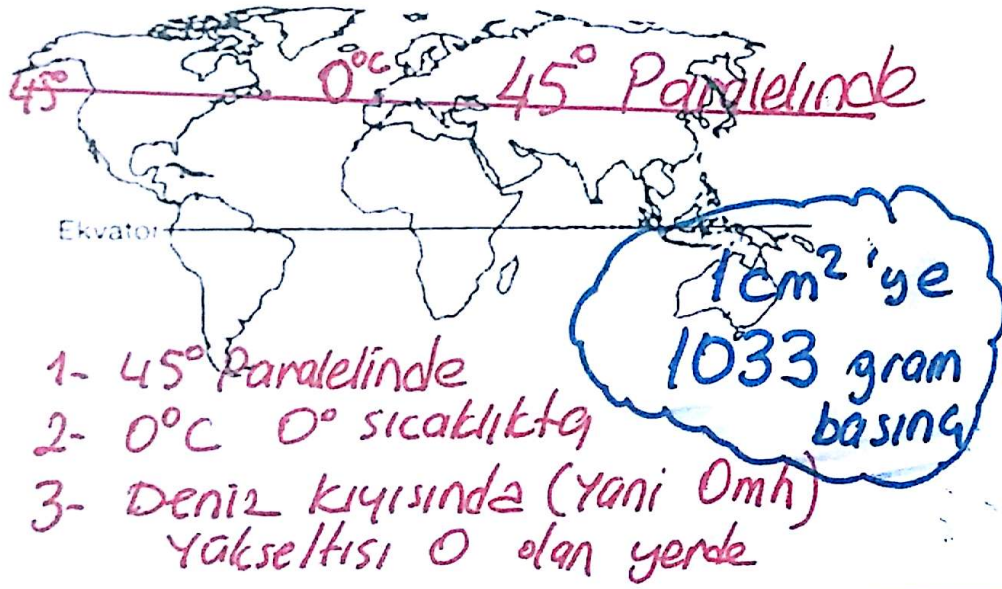 45° 0°C 45° Paralelinde
Ekvator
1cm² 'ye
1033 gram
basınç
1- 45° Paralelinde
2- 0°C 0° sıcaklıkta
3- Deniz kıyısında (Yani 0mh)
Yükseltisi 0 olan yerde